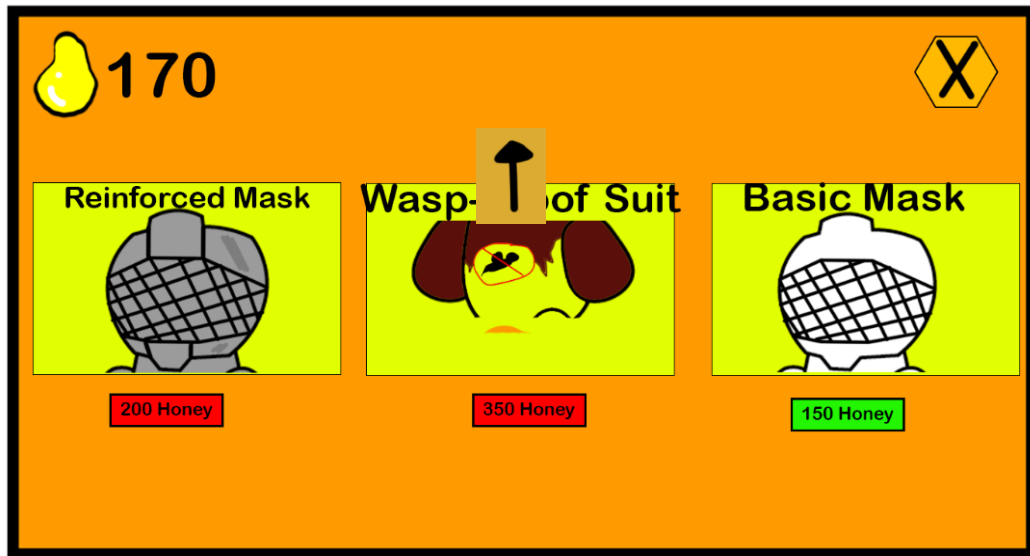 170
X
Reinforced Mask
Wasp- oof Suit
Basic Mask
200 Honey
350 Honey
150 Honey